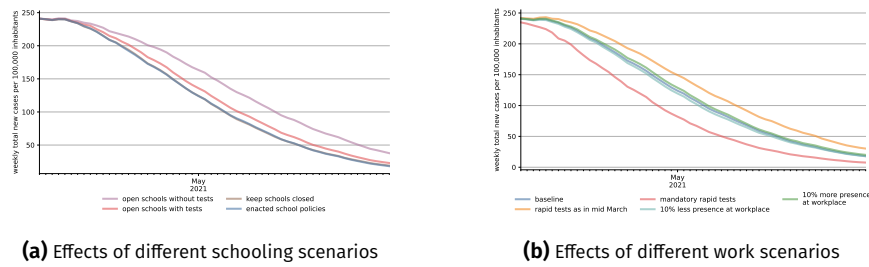 weekly total new cases per 100,000 inhabitants
250
200
150
100
50
May
2021
open schools without tests
keep schools closed
open schools with tests
enacted school policies
(a) Effects of different schooling scenarios
weekly total new cases per 100,000 inhabitants
250
200
150
100
50
0
May
2021
baseline
mandatory rapid tests
10% more presence
at workplace
rapid tests as in mid March
10% less presence at workplace
(b) Effects of different work scenarios